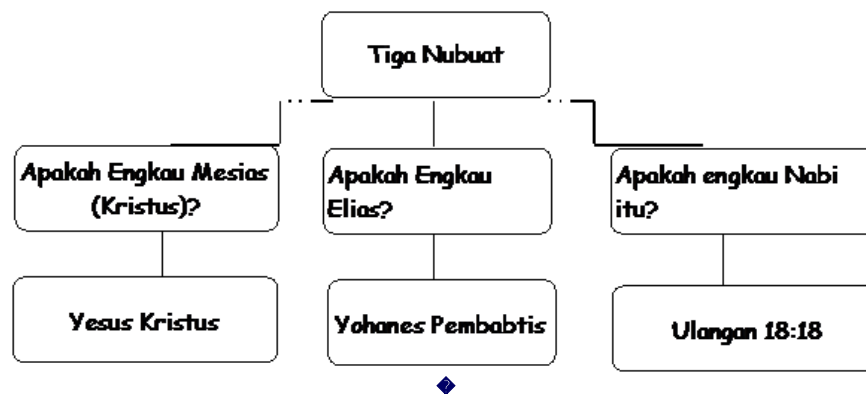 Tiga Nubuat
Apakah Engkau Mesias
(Kristus)?
Apakah Engkau
Elias?
Apakah engkau Nabi
itu?
Yesus Kristus
Yohanes Pembabtis
Ulangan 18:18